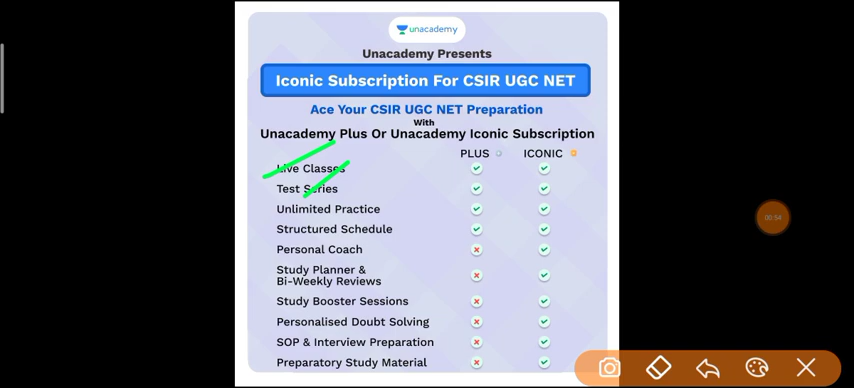 unacademy
Unacademy Presents
Iconic Subscription For CSIR UGC NET
Ace Your CSIR UGC NET Preparation
With
Unacademy Plus Or Unacademy Iconic Subscription
PLUS ICONIC
Live Classes
Test Series
Unlimited Practice
Structured Schedule
Personal Coach
Study Planner &
Bi-Weekly Reviews
Study Booster Sessions
Personalised Doubt Solving
SOP & Interview Preparation
Preparatory Study Material
00:54